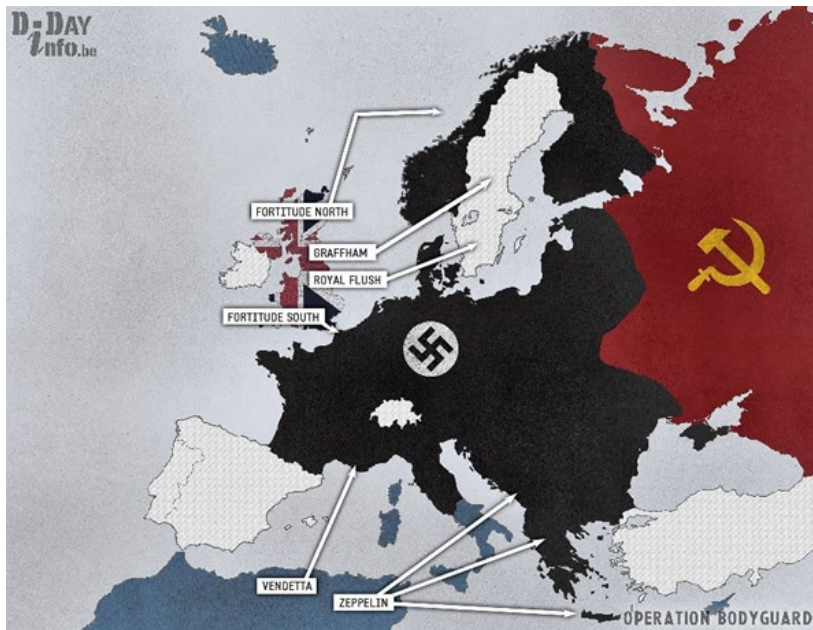 D-DAY
info.be
FORTITUDE NORTH
GRAFFHAM
ROYAL FLUSH
FORTITUDE SOUTH
VENDETTA
ZEPPELIN
OPERATION BODYGUARD